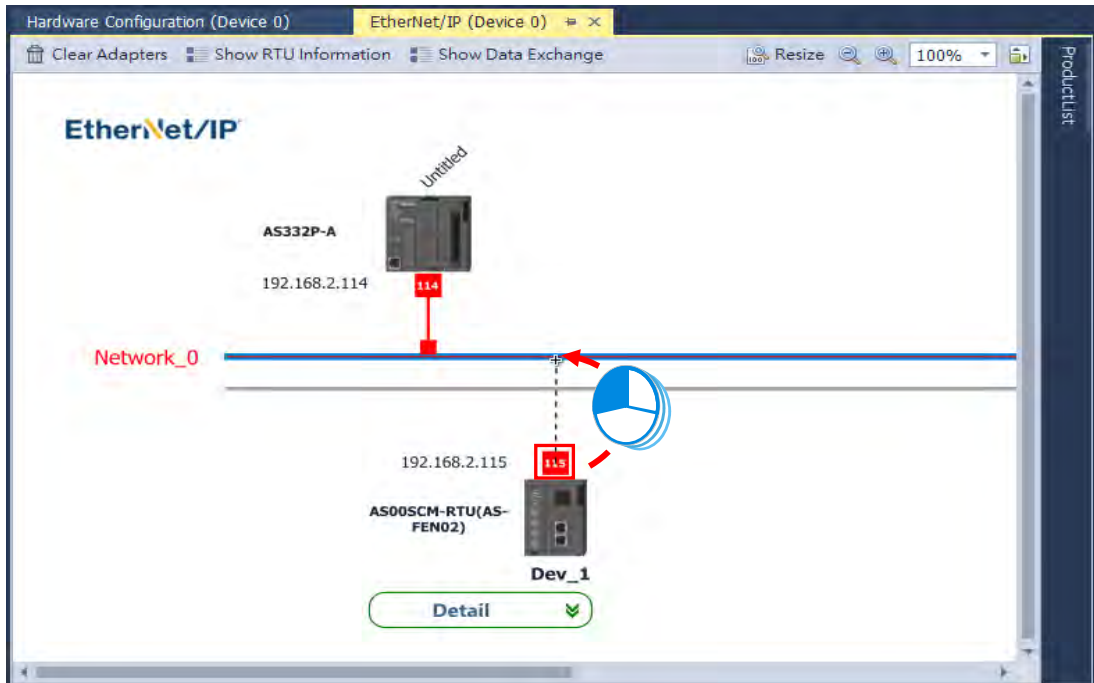 Hardware Configuration (Device 0)
EtherNet/IP (Device 0)
Clear Adapters Show RTU Information Show Data Exchange Resize 100%
ProductList
EtherNet/IP
Untitled
AS332P-A
192.168.2.114
114
Network_0
192.168.2.115
115
AS00SCM-RTU(AS-
FEN02)
Dev_1
Detail